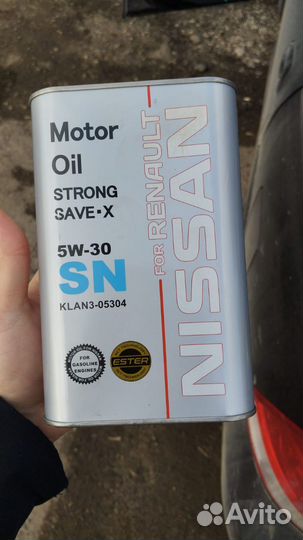 Motor
Oil
STRONG
SAVE•X
5W-30
SN
KLAN3-05304
FOR GASOLINE ENGINES
ESTER
FOR RENAULT
NISSAN
Avito